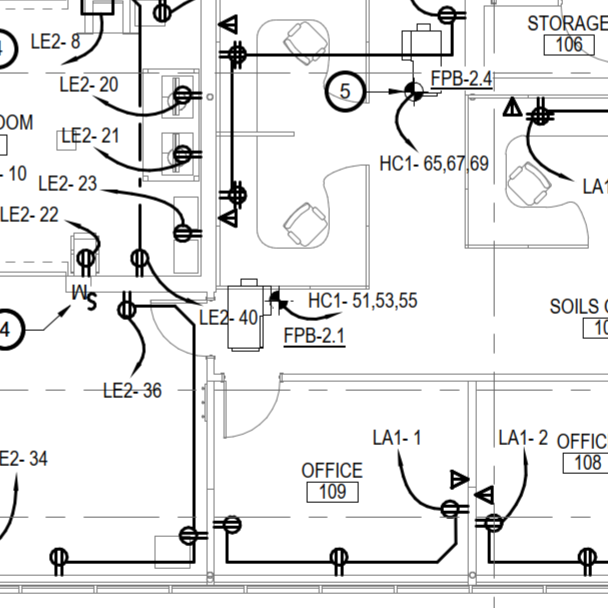 STORAGE
106
LE2- 8
LE2- 20
FPB-2.4
5
OOM
LE2- 21
HC1- 65,67,69
- 10
LE2- 23
LA1
LE2- 22
SM
HC1- 51,53,55
SOILS
10
4
LE2- 40
FPB-2.1
LE2- 36
LA1- 1
LA1- 2
OFFIC
E2- 34
OFFICE
108
109